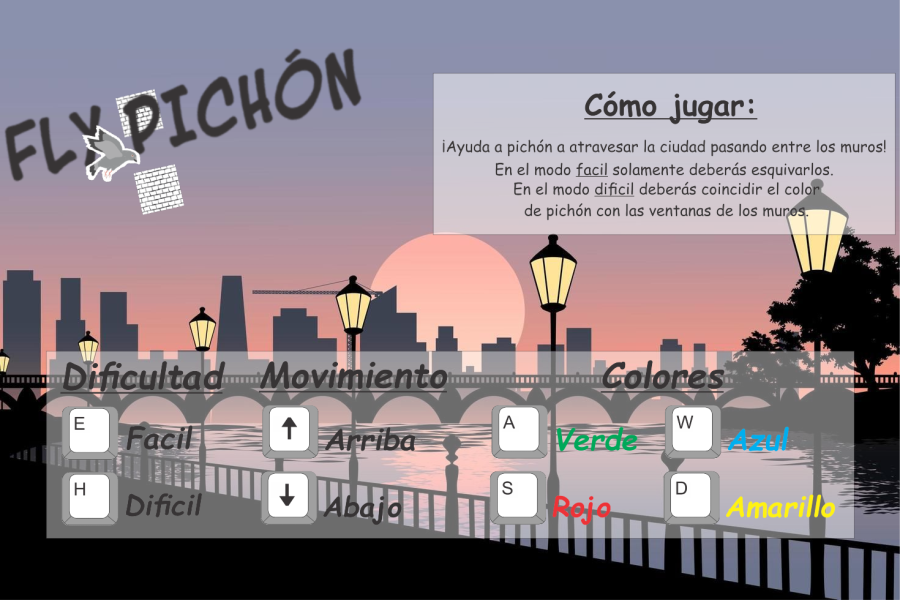 FLY PICHÓN
Cómo jugar:
¡Ayuda a pichón a atravesar la ciudad pasando entre los muros!
En el modo facil solamente deberás esquivarlos.
En el modo dificil deberás coincidir el color
de pichón con las ventanas de los muros.
Dificultad Movimiento Colores
E Facil ↑ Arriba A Verde W Azul
H Dificil ↓ Abajo S Rojo D Amarillo